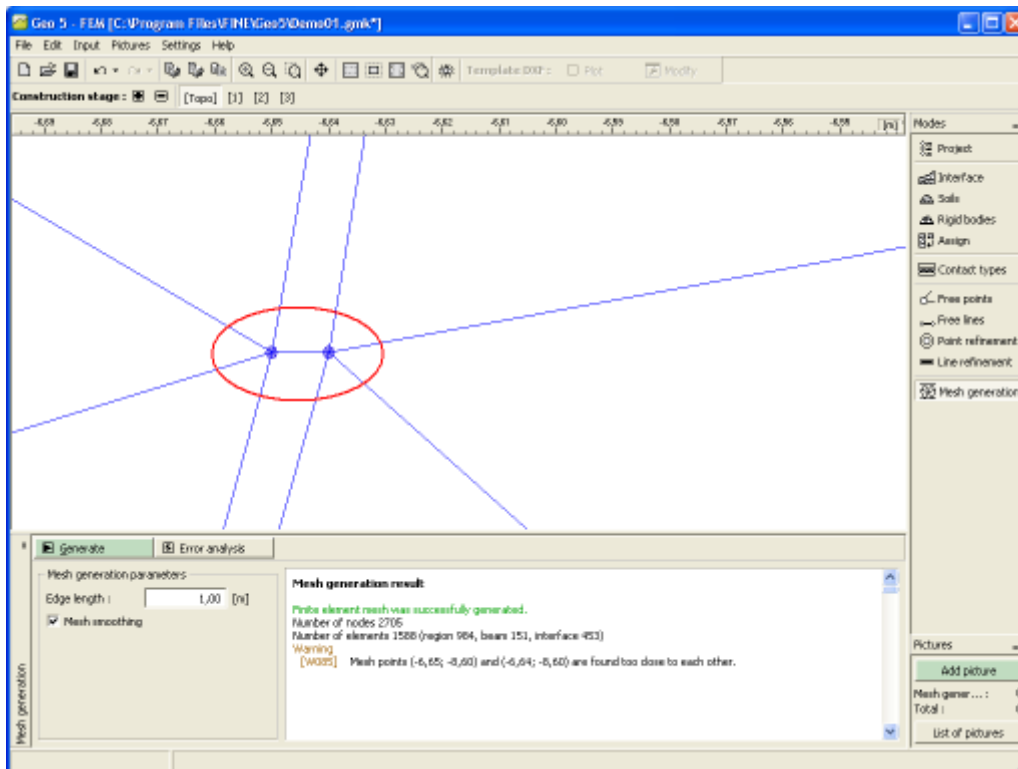 Geo 5 - FEM [C:\Program Files\FINE\Geo5\Demo01.gmk*]
File Edit Input Pictures Settings Help
Template DXF : Plot Modify
Construction stage : [Topo] [1] [2] [3]
[m]
Modes
Project
Interface
Soils
Rigid bodies
Assign
Contact types
Free points
Free lines
Point refinement
Line refinement
Mesh generation
Generate Error analysis
Mesh generation parameters
Edge length : 1,00 [m]
Mesh smoothing
Mesh generation result
Finite element mesh was successfully generated.
Number of nodes 2705
Number of elements 1588 (region 984, beam 151, interface 453)
Warning
[W085] Mesh points (-6,65; -8,60) and (-6,64; -8,60) are found too close to each other.
Mesh generation
Pictures
Add picture
Mesh gener... :
Total :
List of pictures